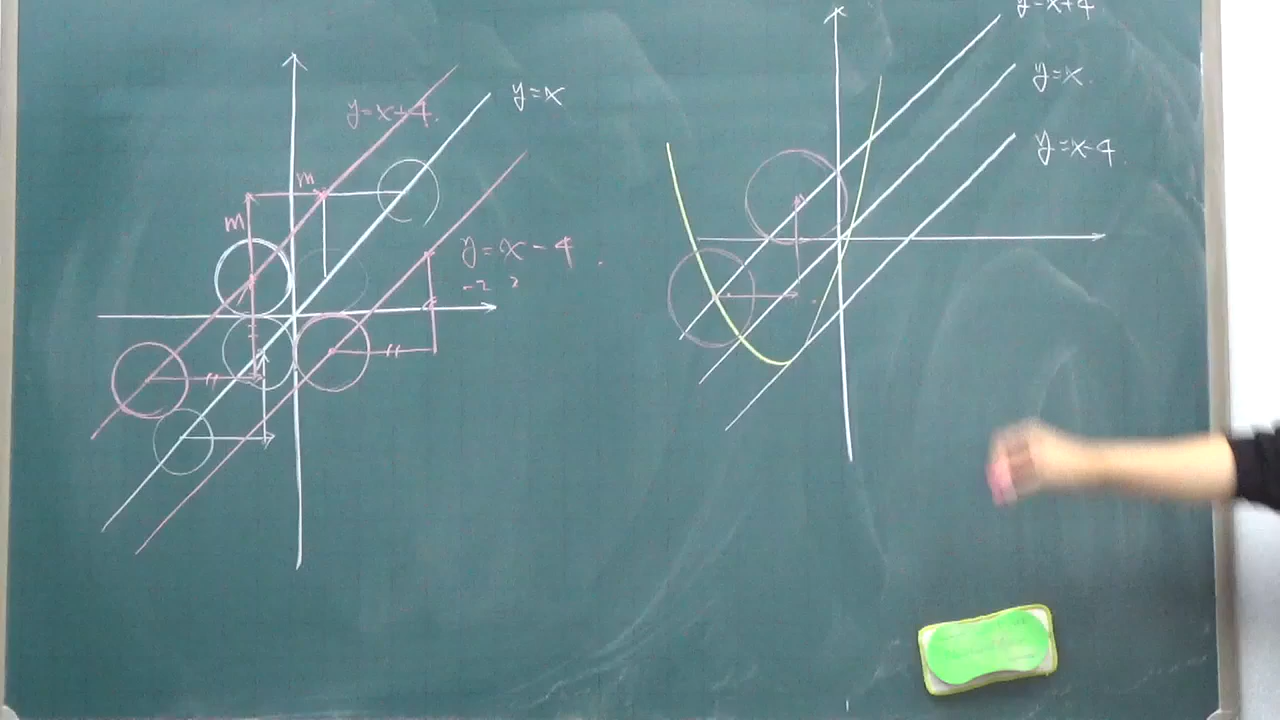 y=x+4.
y=x
m
m
y=x-4.
-2 2
y=x+4
y=x.
y=x-4.